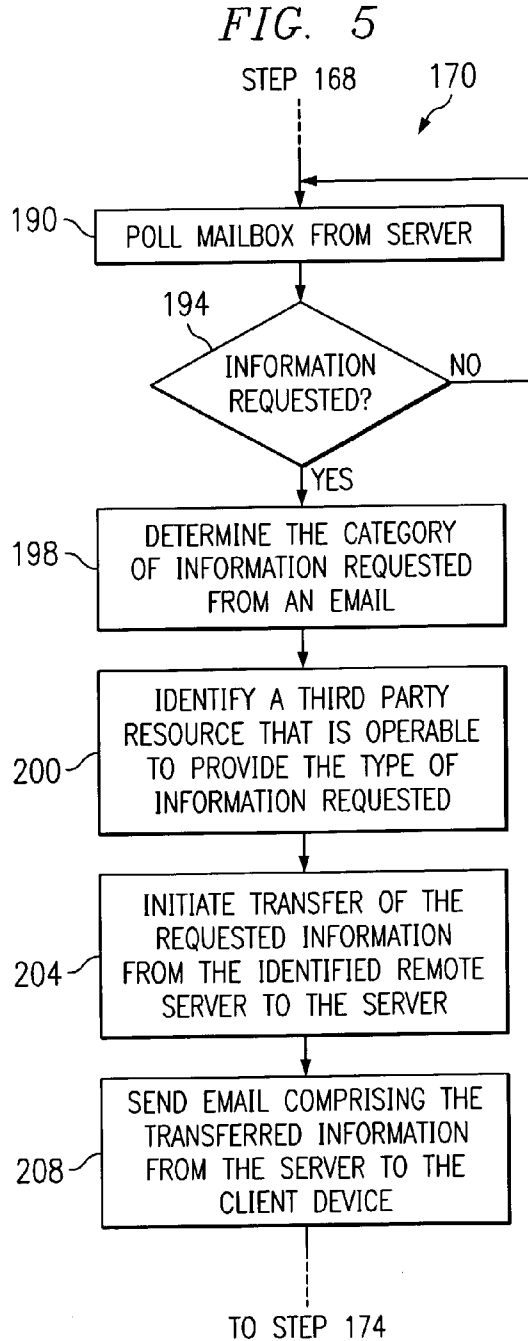 FIG. 5
STEP 168
170
190
POLL MAILBOX FROM SERVER
194
INFORMATION
REQUESTED?
NO
YES
198
DETERMINE THE CATEGORY
OF INFORMATION REQUESTED
FROM AN EMAIL
200
IDENTIFY A THIRD PARTY
RESOURCE THAT IS OPERABLE
TO PROVIDE THE TYPE OF
INFORMATION REQUESTED
204
INITIATE TRANSFER OF THE
REQUESTED INFORMATION
FROM THE IDENTIFIED REMOTE
SERVER TO THE SERVER
208
SEND EMAIL COMPRISING THE
TRANSFERRED INFORMATION
FROM THE SERVER TO THE
CLIENT DEVICE
TO STEP 174